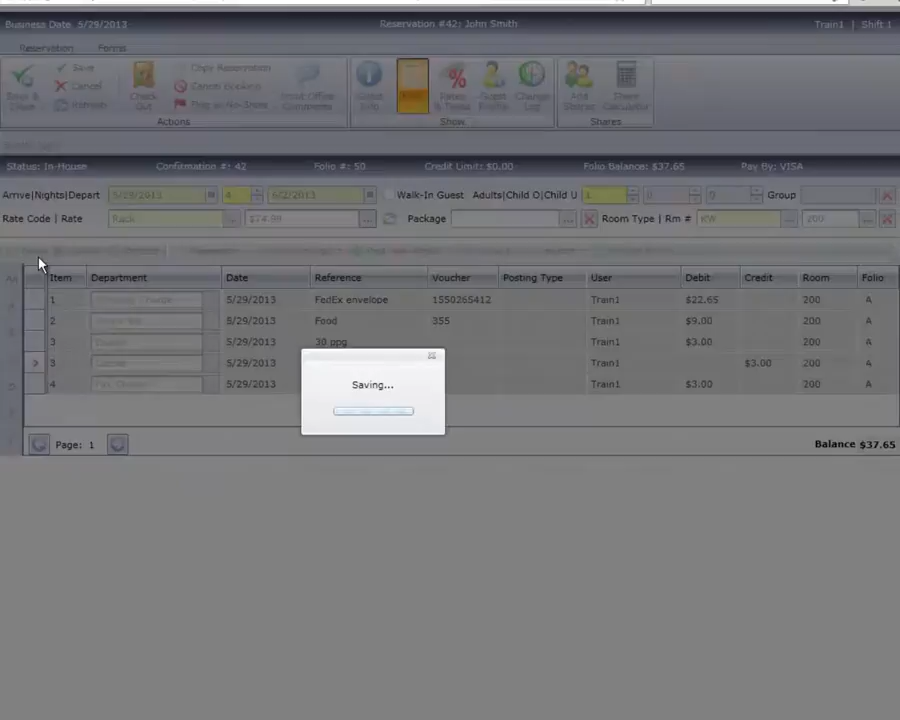 Business Date 5/29/2013 Reservation #42: John Smith Train1 | Shift 1
Reservation Forms
Save & Close Save Cancel Refresh Check Out Copy Reservation Cancel Booking Flag as No-Show Front Office Comments Guest Info Folio Rates & Taxes Guest Profile Change Log Add Shares Share Calculator
Actions Show Shares
Status: In-House Confirmation #: 42 Folio #: 50 Credit Limit: $0.00 Folio Balance: $37.65 Pay By: VISA
Arrive|Nights|Depart 5/29/2013 4 6/2/2013 Walk-In Guest Adults|Child O|Child U 1 0 0 Group
Rate Code | Rate Rack $74.98 Package Room Type | Rm # KW 200
Item Department Date Reference Voucher Posting Type User Debit Credit Room Folio
1 5/29/2013 FedEx envelope 1550265412 Train1 $22.65 200 A
2 5/29/2013 Food 355 Train1 $9.00 200 A
3 5/29/2013 30 ppg Train1 $3.00 200 A
3 5/29/2013 Train1 $3.00 200 A
4 5/29/2013 Train1 $3.00 200 A
Saving...
Page: 1 Balance $37.65